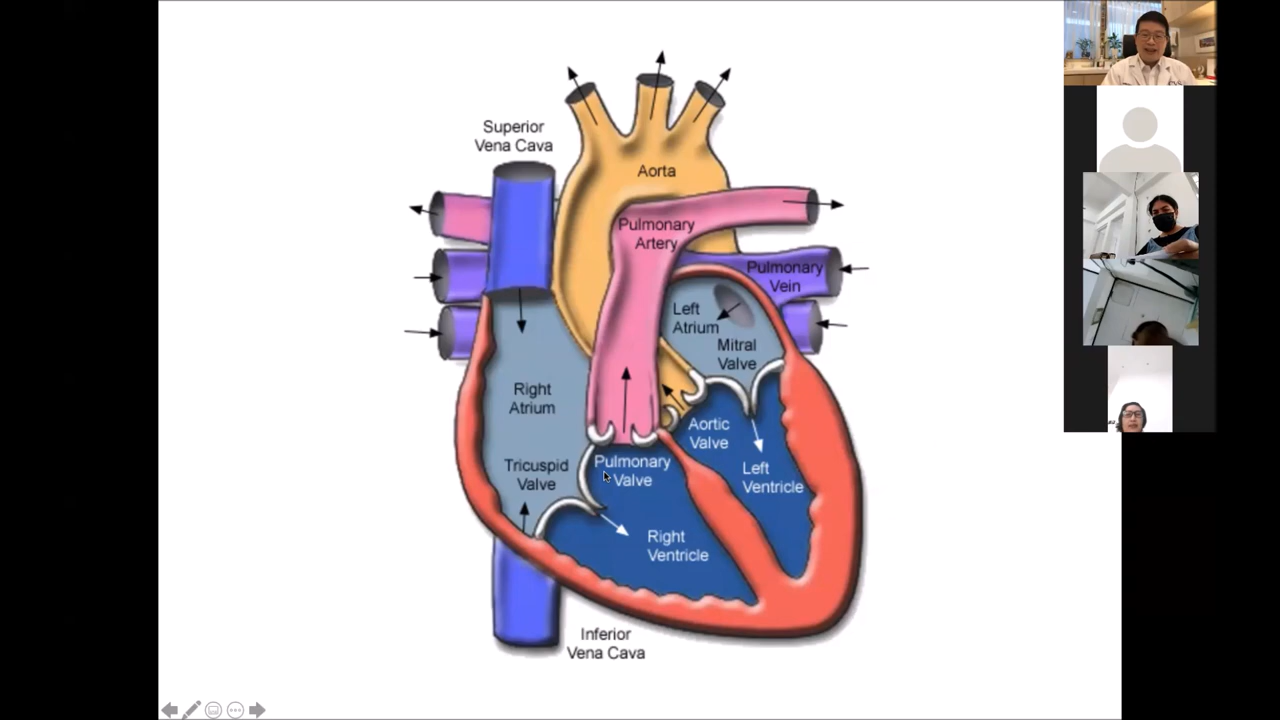 Superior
Vena Cava
Aorta
Pulmonary
Artery
Pulmonary
Vein
Left
Atrium
Mitral
Valve
Right
Atrium
Aortic
Valve
Tricuspid
Valve
Pulmonary
Valve
Left
Ventricle
Right
Ventricle
Inferior
Vena Cava